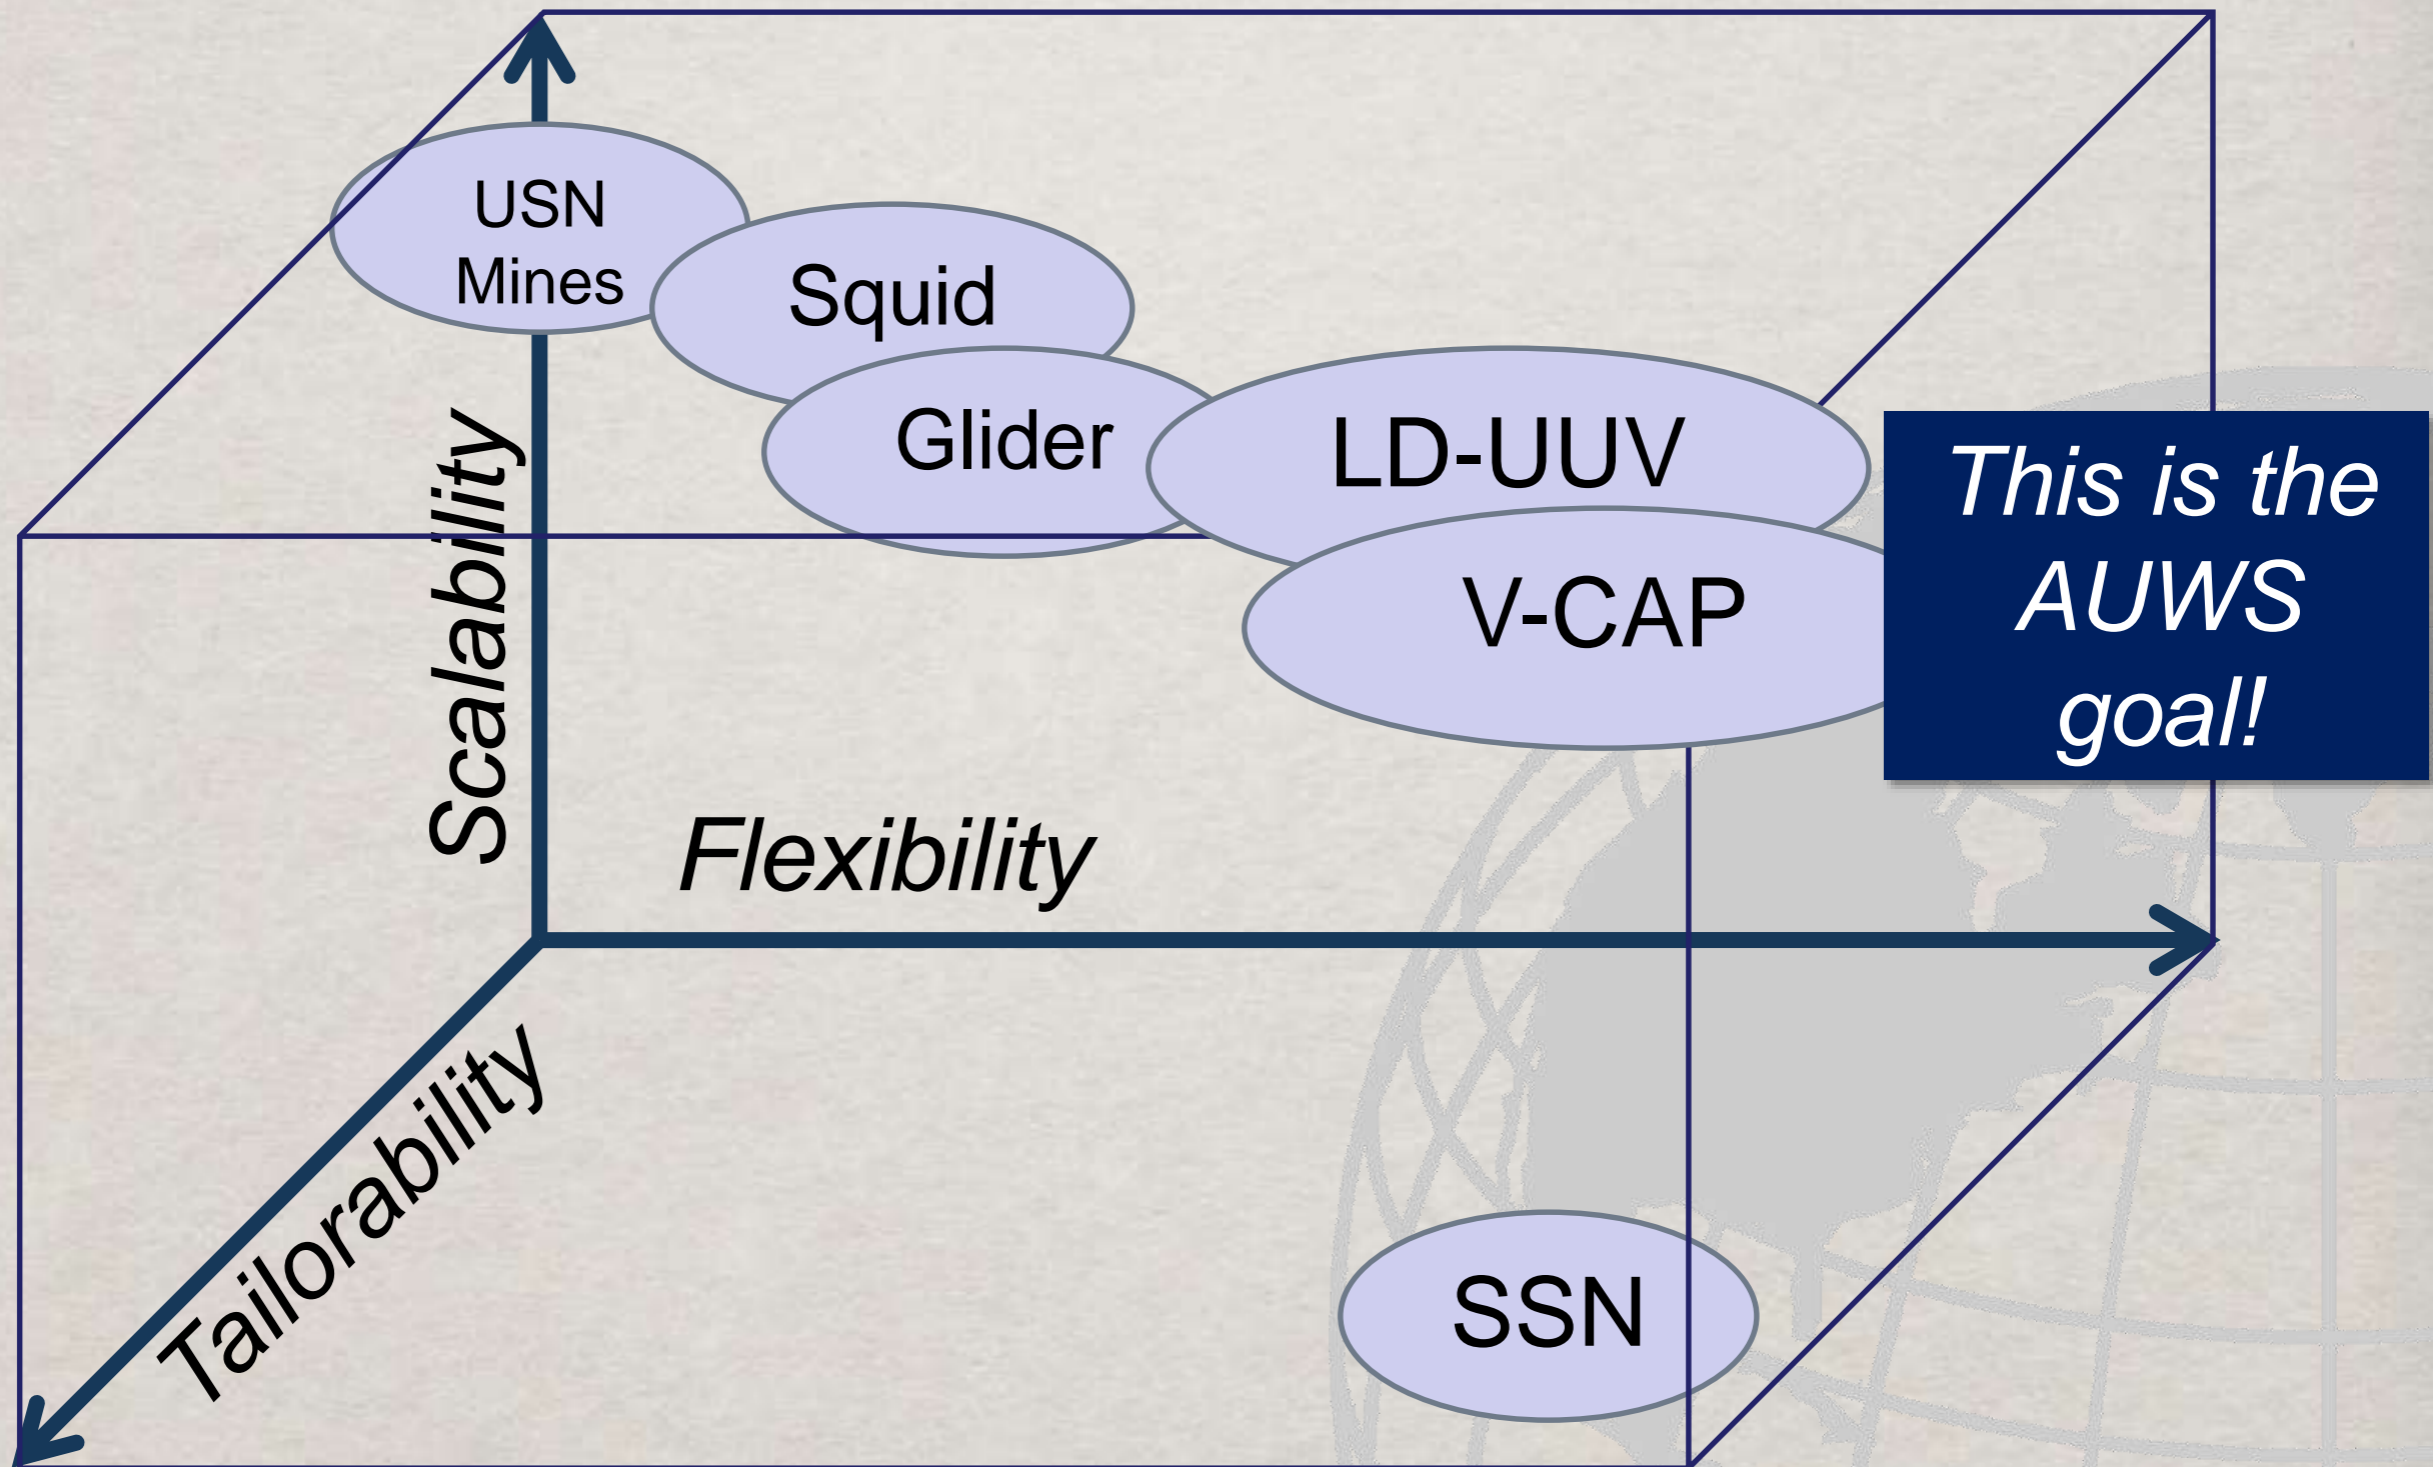 USN
Mines
Squid
Glider
LD-UUV
This is the
AUWS
goal!
V-CAP
Scalability
Flexibility
Tailorability
SSN